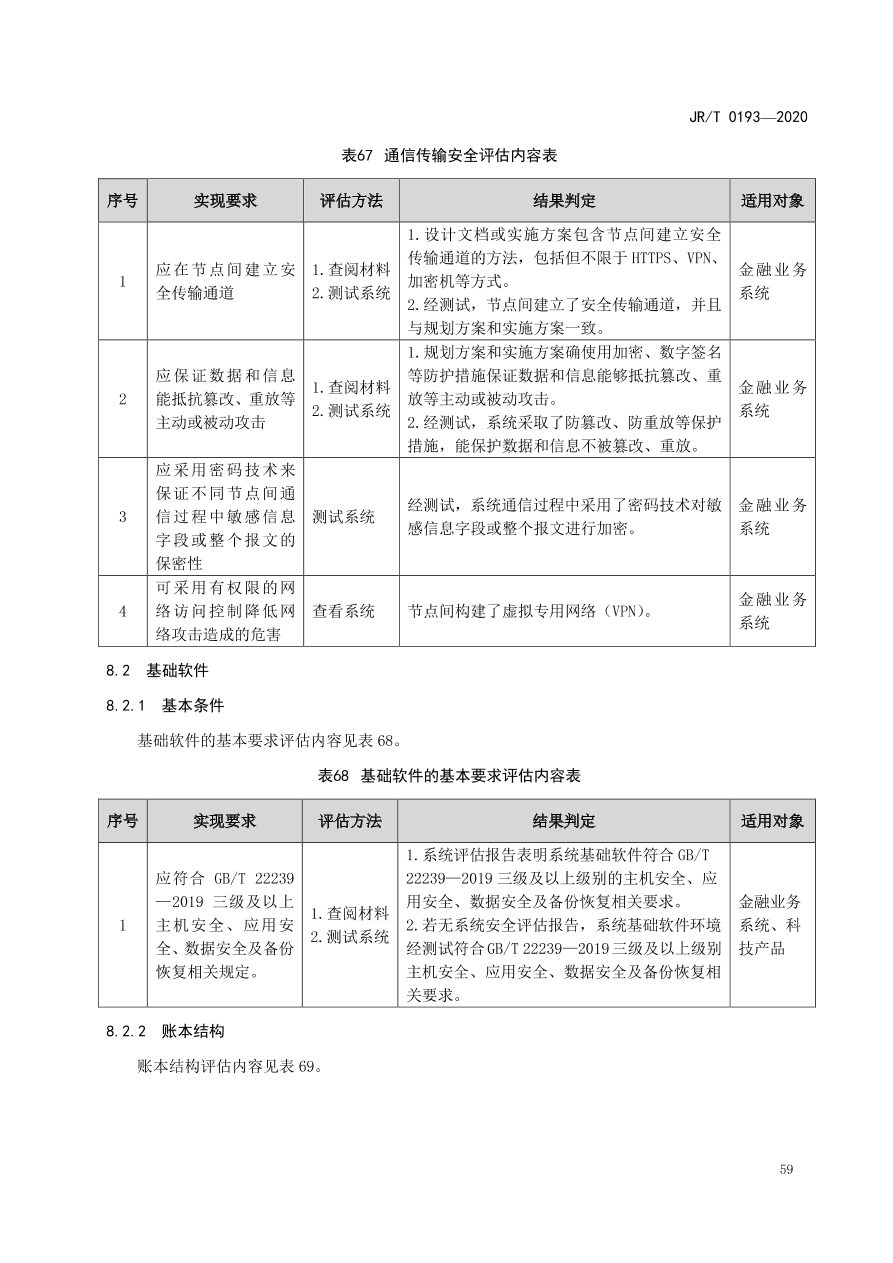 JR/T 0193—2020
表67 通信传输安全评估内容表
序号 实现要求 评估方法 结果判定 适用对象
1
应在节点间建立安
全传输通道
1.查阅材料
2.测试系统
1.设计文档或实施方案包含节点间建立安全
传输通道的方法，包括但不限于 HTTPS、VPN、
加密机等方式。
2.经测试，节点间建立了安全传输通道，并且
与规划方案和实施方案一致。
金融业务
系统
2
应保证数据和信息
能抵抗篡改、重放等
主动或被动攻击
1.查阅材料
2.测试系统
1.规划方案和实施方案确使用加密、数字签名
等防护措施保证数据和信息能够抵抗篡改、重
放等主动或被动攻击。
2.经测试，系统采取了防篡改、防重放等保护
措施，能保护数据和信息不被篡改、重放。
金融业务
系统
3
应采用密码技术来
保证不同节点间通
信过程中敏感信息
字段或整个报文的
保密性
测试系统
经测试，系统通信过程中采用了密码技术对敏
感信息字段或整个报文进行加密。
金融业务
系统
4
可采用有权限的网
络访问控制降低网
络攻击造成的危害
查看系统
节点间构建了虚拟专用网络（VPN）。
金融业务
系统
8.2 基础软件
8.2.1 基本条件
基础软件的基本要求评估内容见表 68。
表68 基础软件的基本要求评估内容表
序号 实现要求 评估方法 结果判定 适用对象
1
应符合 GB/T 22239
—2019 三级及以上
主机安全、应用安
全、数据安全及备份
恢复相关规定。
1.查阅材料
2.测试系统
1.系统评估报告表明系统基础软件符合 GB/T
22239—2019 三级及以上级别的主机安全、应
用安全、数据安全及备份恢复相关要求。
2.若无系统安全评估报告，系统基础软件环境
经测试符合 GB/T 22239—2019 三级及以上级别
主机安全、应用安全、数据安全及备份恢复相
关要求。
金融业务
系统、科
技产品
8.2.2 账本结构
账本结构评估内容见表 69。
59